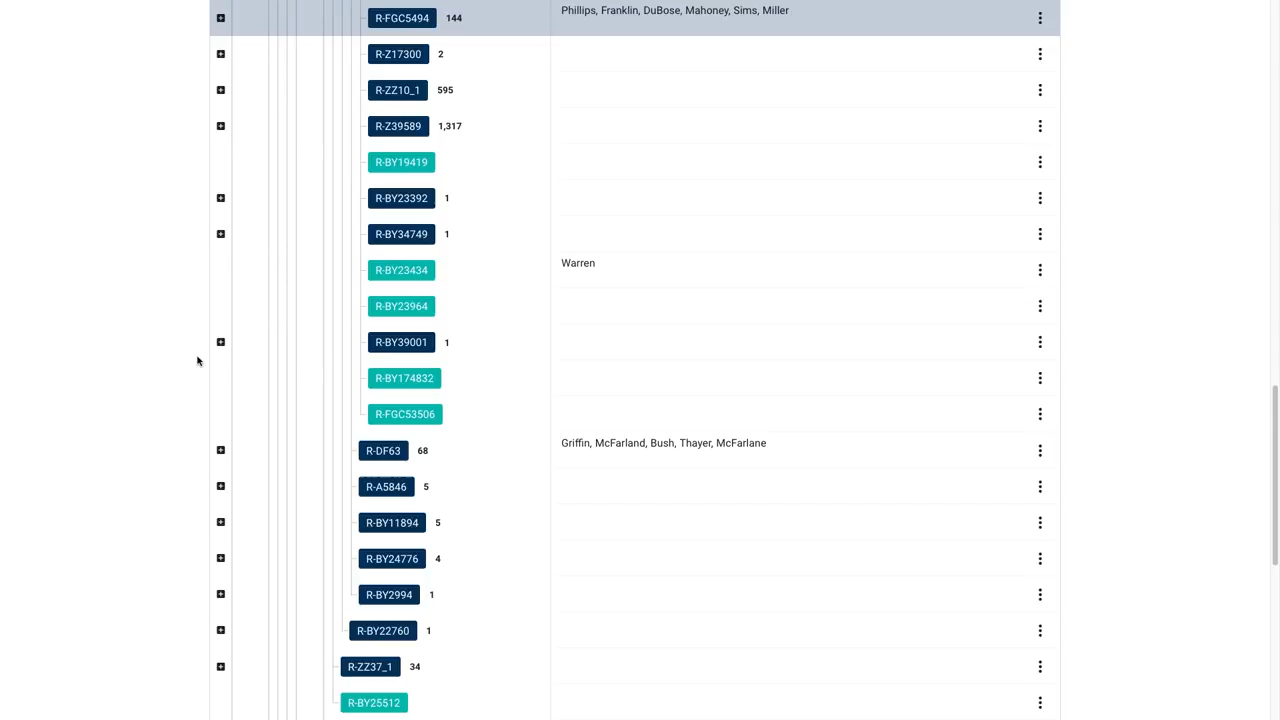 R-FGC5494 144 Phillips, Franklin, DuBose, Mahoney, Sims, Miller
R-Z17300 2
R-ZZ10_1 595
R-Z39589 1,317
R-BY19419
R-BY23392 1
R-BY34749 1
R-BY23434 Warren
R-BY23964
R-BY39001 1
R-BY174832
R-FGC53506
R-DF63 68 Griffin, McFarland, Bush, Thayer, McFarlane
R-A5846 5
R-BY11894 5
R-BY24776 4
R-BY2994 1
R-BY22760 1
R-ZZ37_1 34
R-BY25512